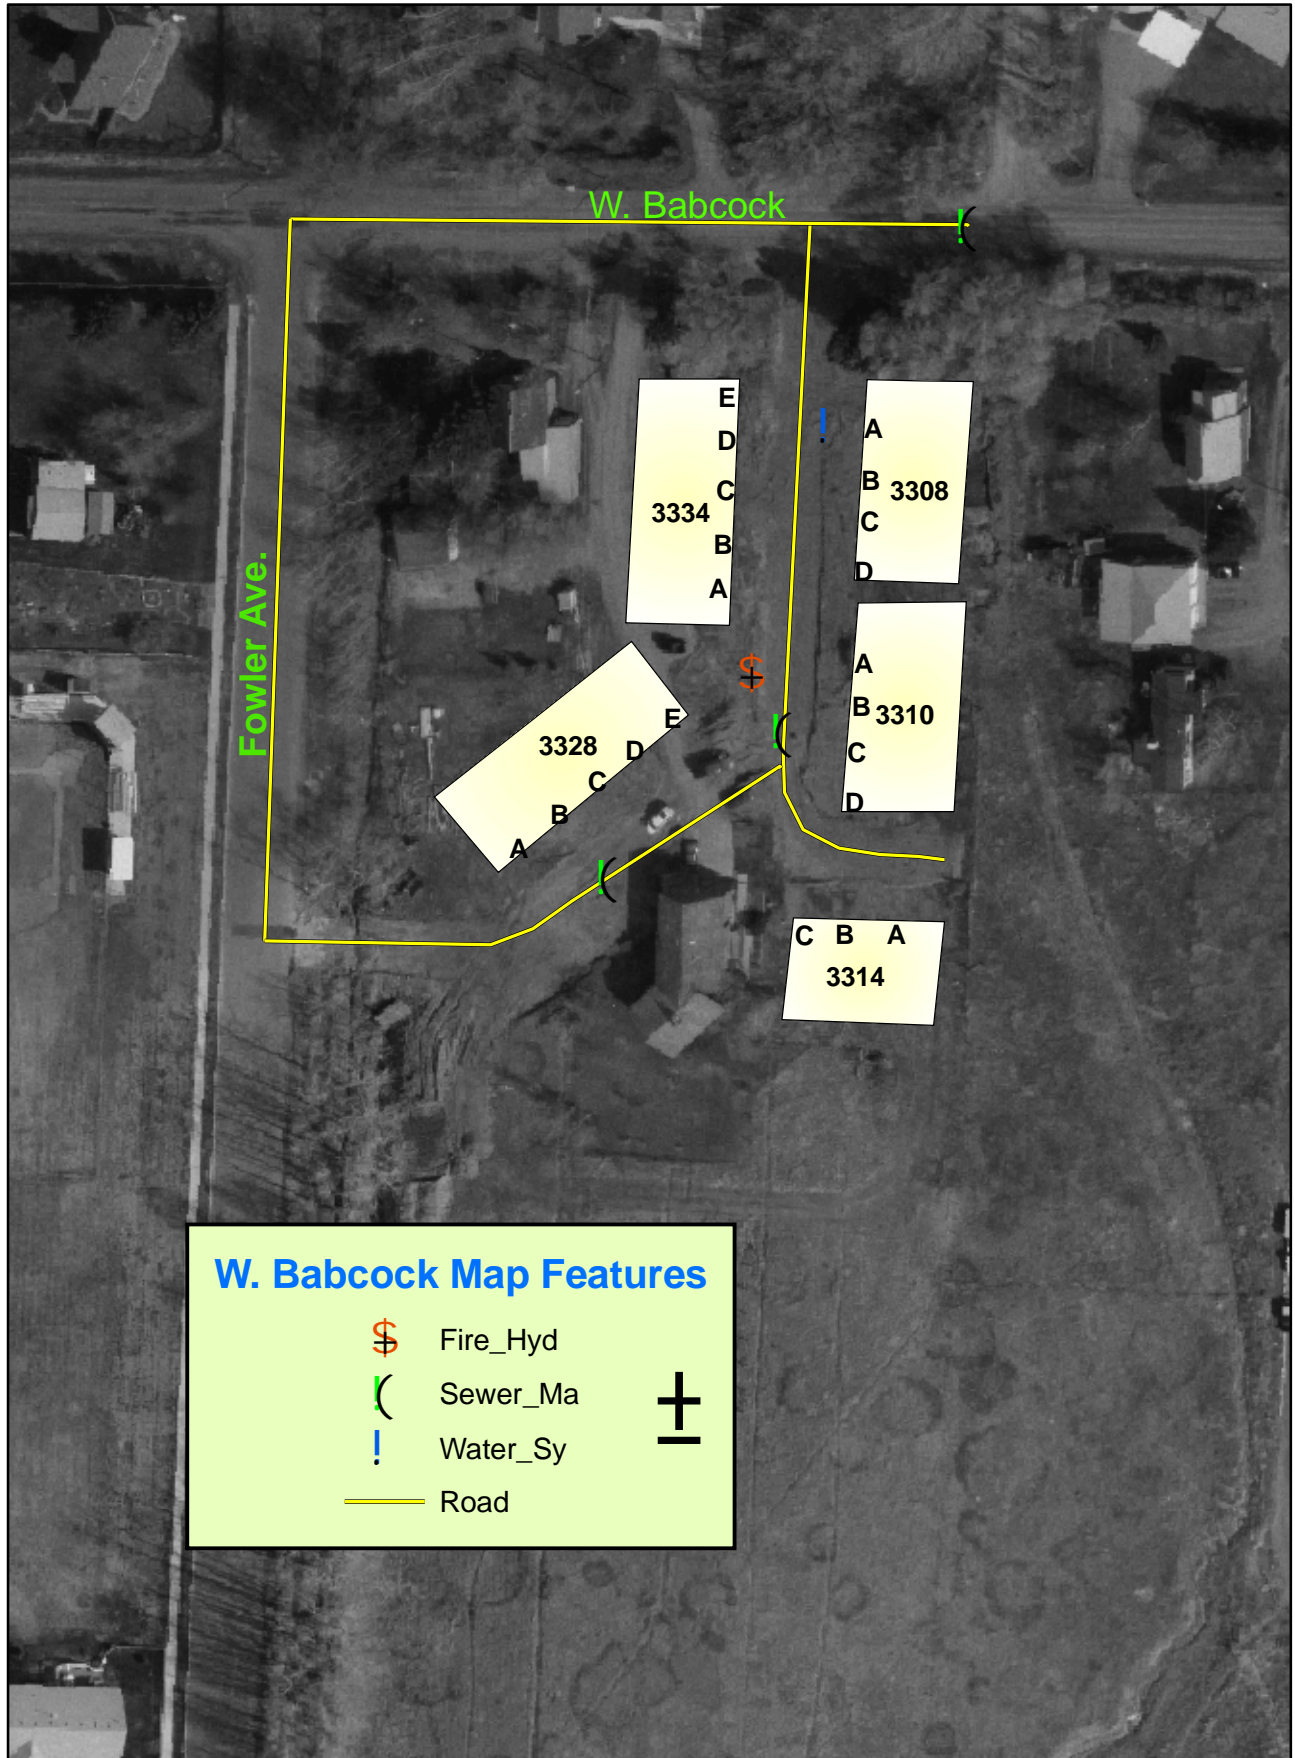 W. Babcock
Fowler Ave.
E
D
C
3334
B
A
A
B
3308
C
D
A
B
3310
C
D
E
3328
D
C
B
A
C B A
3314
W. Babcock Map Features
Fire_Hyd
Sewer_Ma
Water_Sy
Road